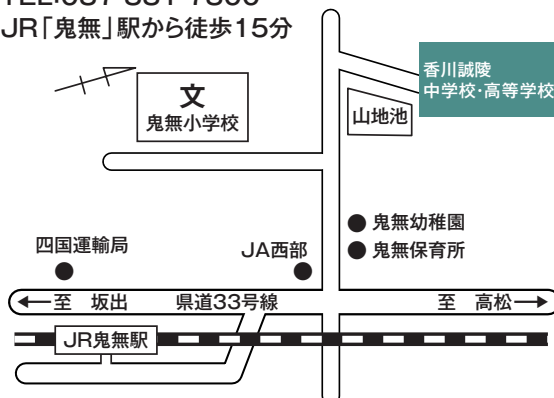 JR「鬼無」駅から徒歩15分
香川誠陵
中学校・高等学校
文
鬼無小学校
山地池
鬼無幼稚園
鬼無保育所
四国運輸局
JA西部
至 坂出
県道33号線
至 高松
JR鬼無駅